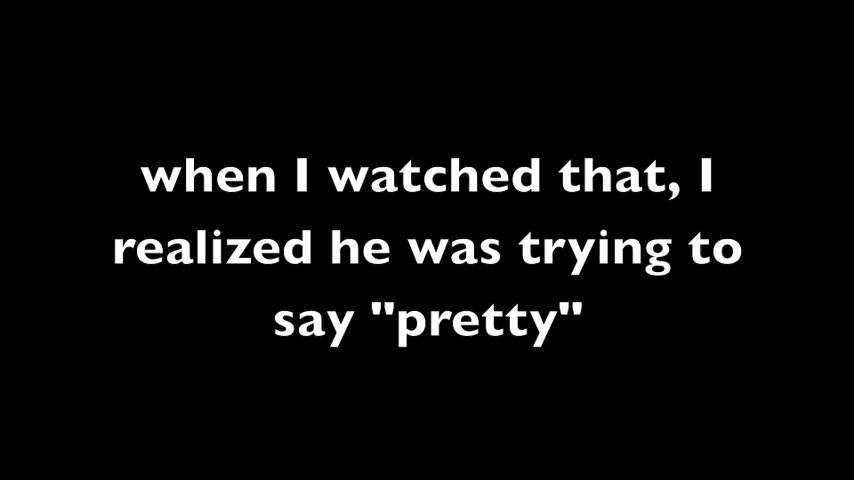 when I watched that, I
realized he was trying to
say "pretty"